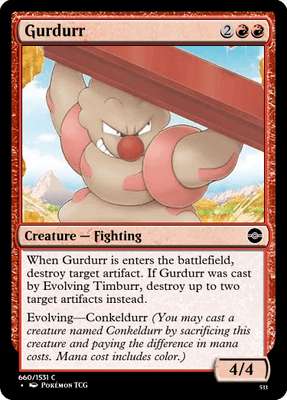 Gurdurr 2
Creature — Fighting
When Gurdurr is enters the battlefield,
destroy target artifact. If Gurdurr was cast
by Evolving Timburr, destroy up to two
target artifacts instead.
Evolving—Conkeldurr (You may cast a
creature named Conkeldurr by sacrificing this
creature and paying the difference in mana
costs. Mana cost includes color.)
4/4
660/1531 C
• Pokémon TCG
511